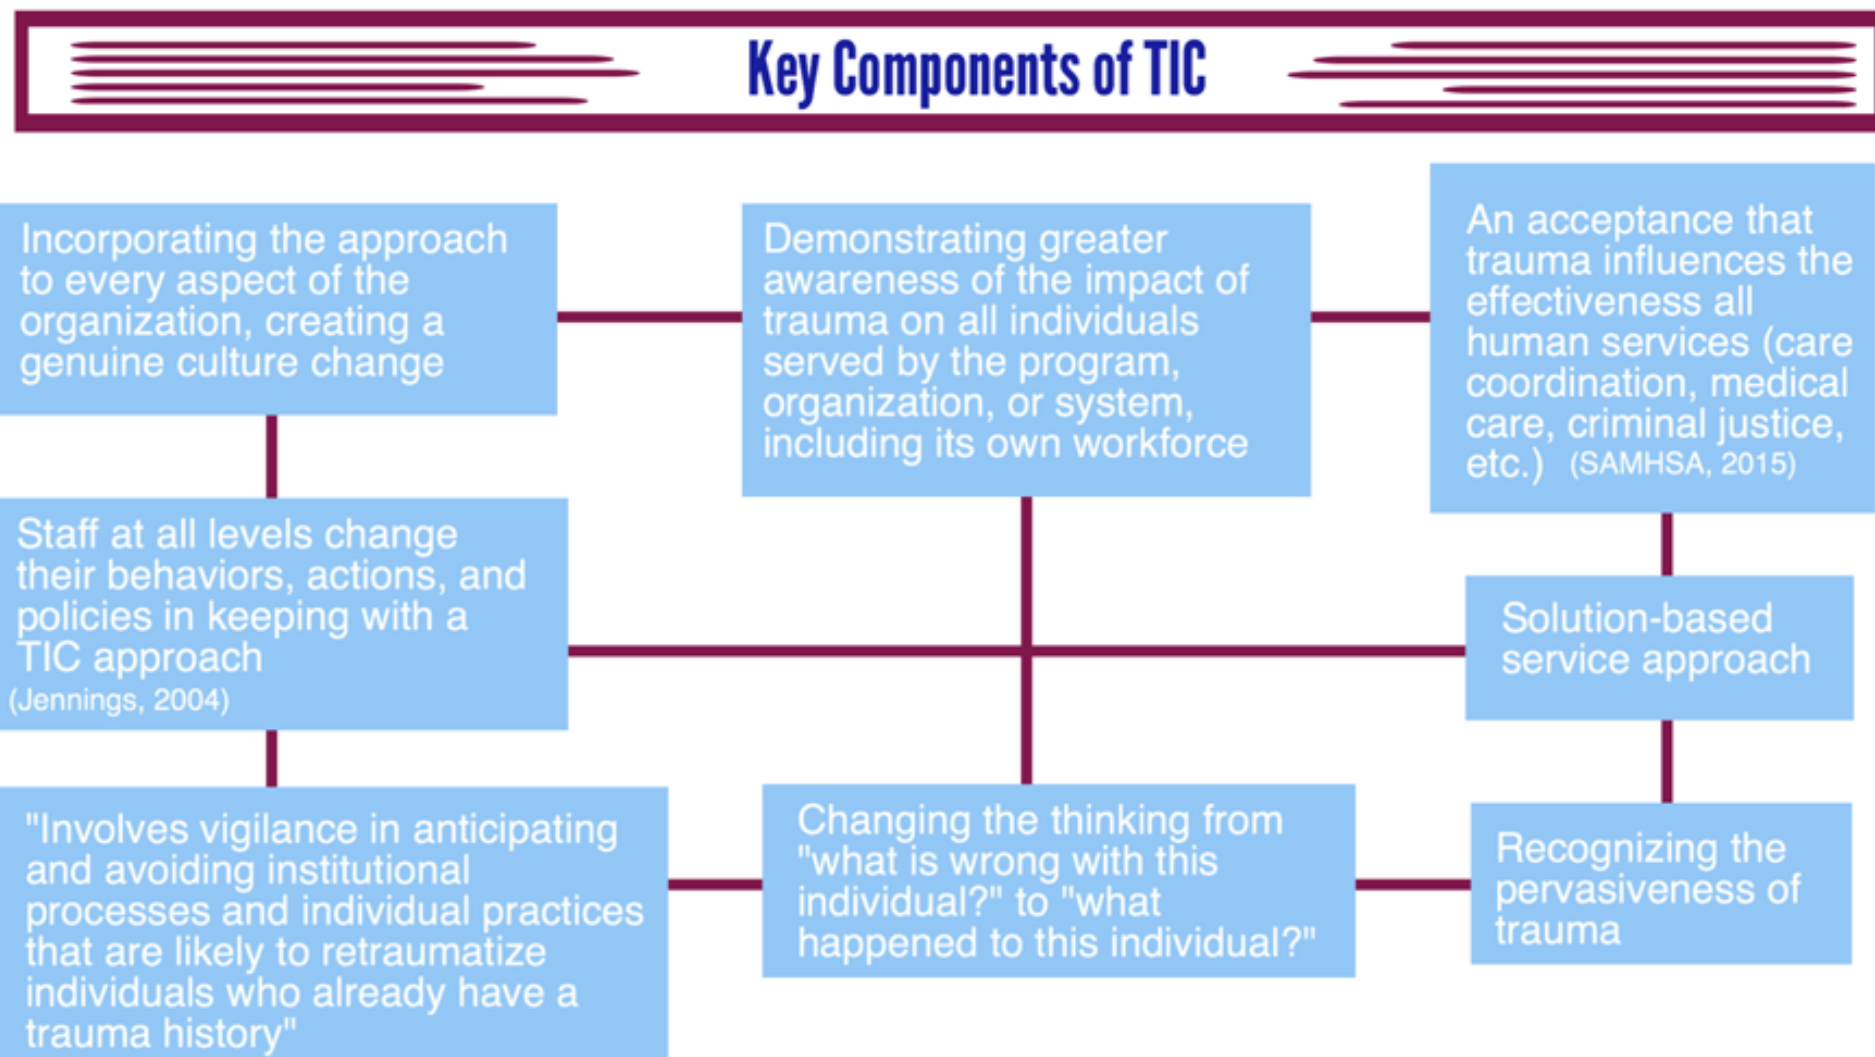 Key Components of TIC
Incorporating the approach
to every aspect of the
organization, creating a
genuine culture change
Demonstrating greater
awareness of the impact of
trauma on all individuals
served by the program,
organization, or system,
including its own workforce
An acceptance that
trauma influences the
effectiveness all
human services (care
coordination, medical
care, criminal justice,
etc.) (SAMHSA, 2015)
Staff at all levels change
their behaviors, actions, and
policies in keeping with a
TIC approach
(Jennings, 2004)
Solution-based
service approach
"Involves vigilance in anticipating
and avoiding institutional
processes and individual practices
that are likely to retraumatize
individuals who already have a
trauma history"
Changing the thinking from
"what is wrong with this
individual?" to "what
happened to this individual?"
Recognizing the
pervasiveness of
trauma